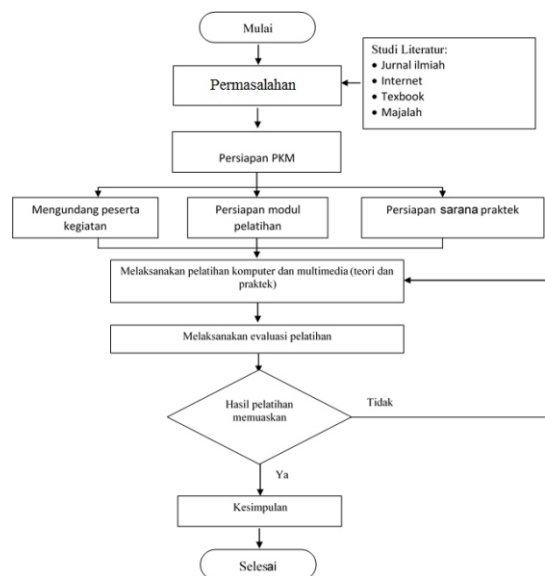 Mulai
Studi Literatur:
• Jurnal ilmiah
• Internet
• Texbook
• Majalah
Permasalahan
Persiapan PKM
Mengundang peserta
kegiatan
Persiapan modul
pelatihan
Persiapan sarana praktek
Melaksanakan pelatihan komputer dan multimedia (teori dan
praktek)
Melaksanakan evaluasi pelatihan
Hasil pelatihan
memuaskan
Tidak
Ya
Kesimpulan
Selesai